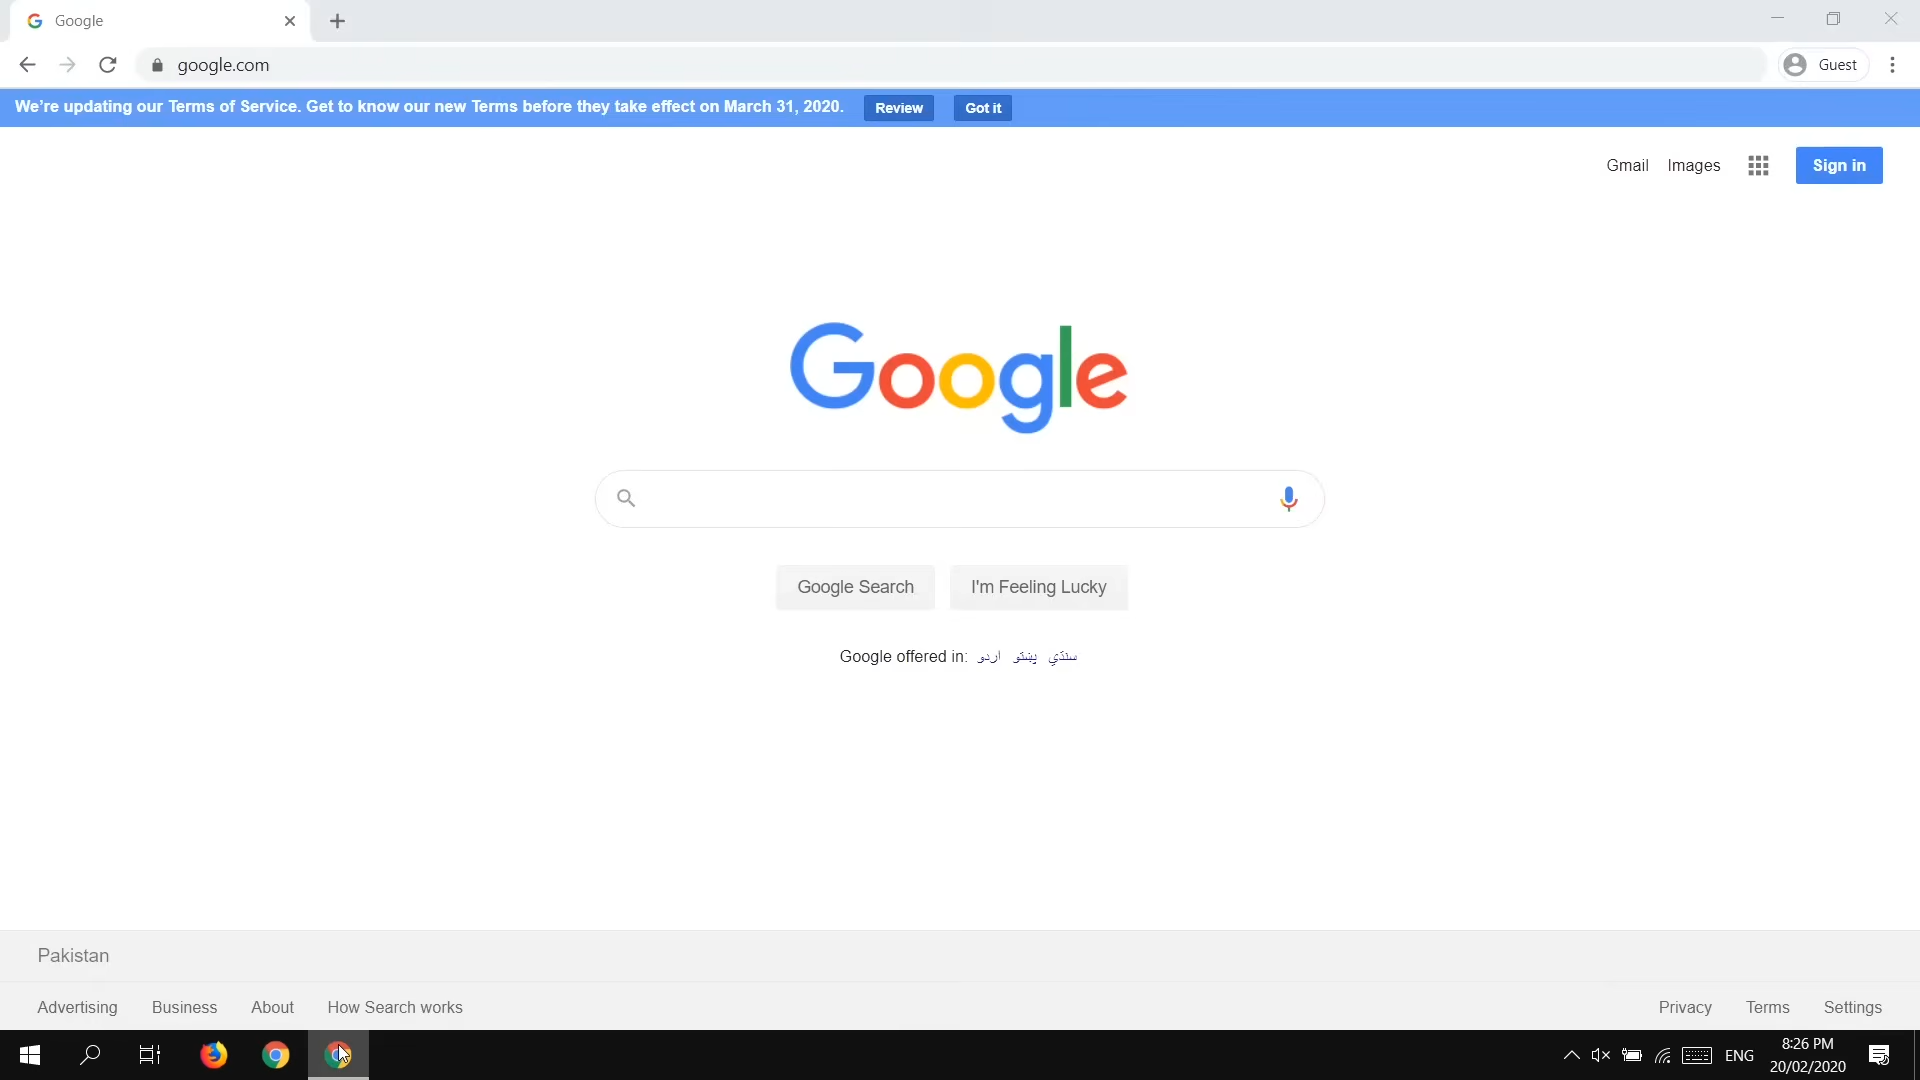 Google
google.com
Guest
We're updating our Terms of Service. Get to know our new Terms before they take effect on March 31, 2020. Review Got it
Gmail Images Sign in
Google
Google Search I'm Feeling Lucky
Google offered in: اردو پښتو سنڌي
Pakistan
Advertising Business About How Search works Privacy Terms Settings
ENG
8:26 PM
20/02/2020